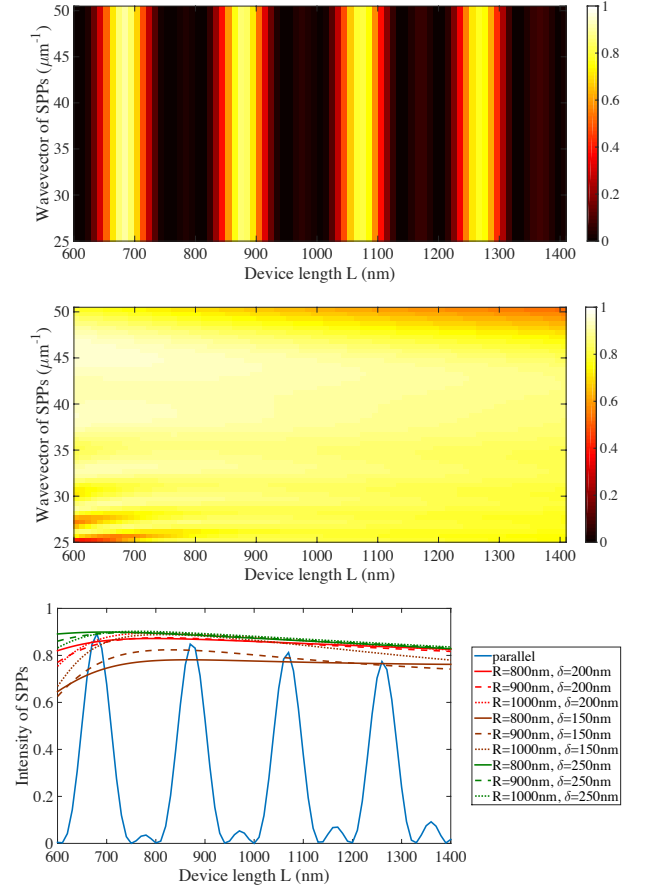 50
45
40
35
30
25
Wavevector of SPPs (μm⁻¹)
600 700 800 900 1000 1100 1200 1300 1400
Device length L (nm)
1
0.8
0.6
0.4
0.2
0
50
45
40
35
30
25
Wavevector of SPPs (μm⁻¹)
600 700 800 900 1000 1100 1200 1300 1400
Device length L (nm)
1
0.8
0.6
0.4
0.2
0
1
0.8
0.6
0.4
0.2
0
Intensity of SPPs
600 700 800 900 1000 1100 1200 1300 1400
Device length L (nm)
parallel
R=800nm, δ=200nm
R=900nm, δ=200nm
R=1000nm, δ=200nm
R=800nm, δ=150nm
R=900nm, δ=150nm
R=1000nm, δ=150nm
R=800nm, δ=250nm
R=900nm, δ=250nm
R=1000nm, δ=250nm